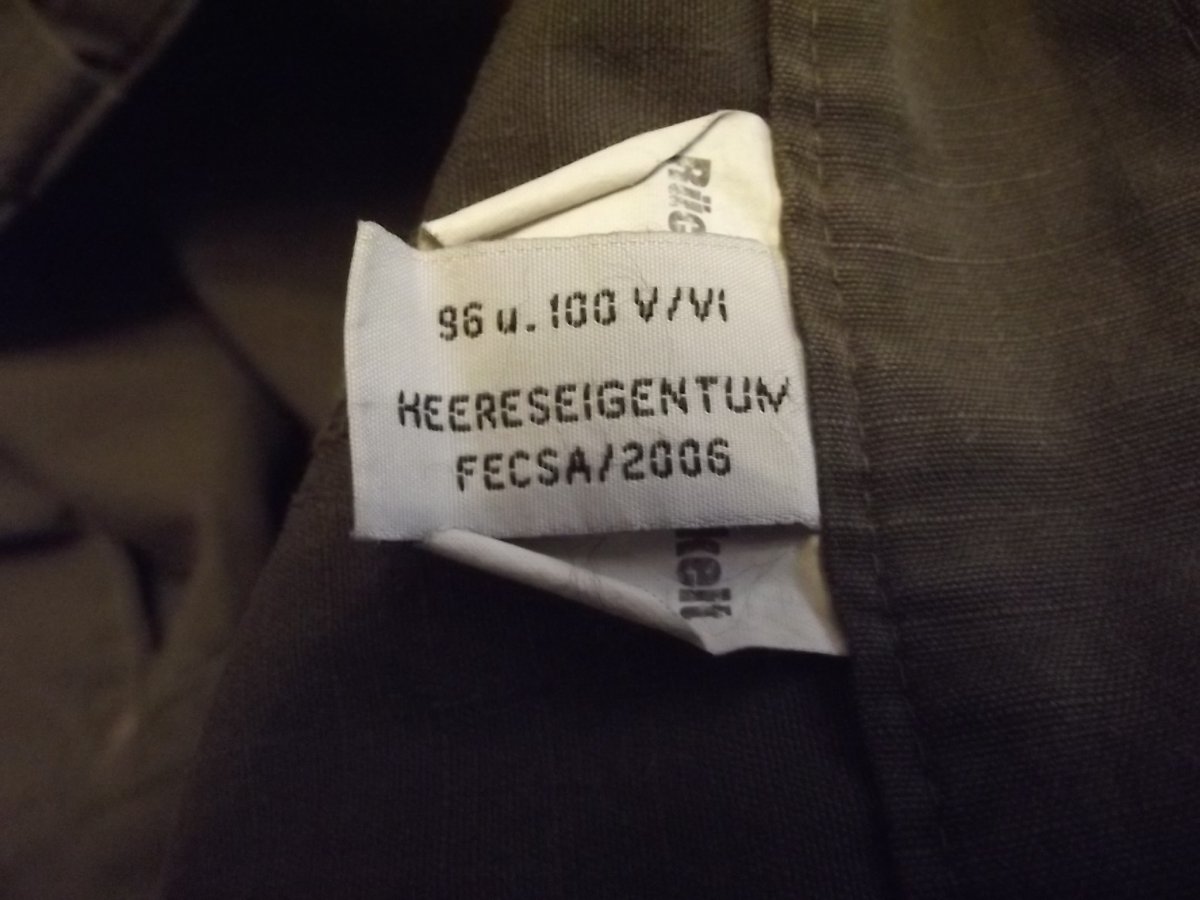 96 u. 100 V/VI
HEERESEIGENTUM
FECSA/2006